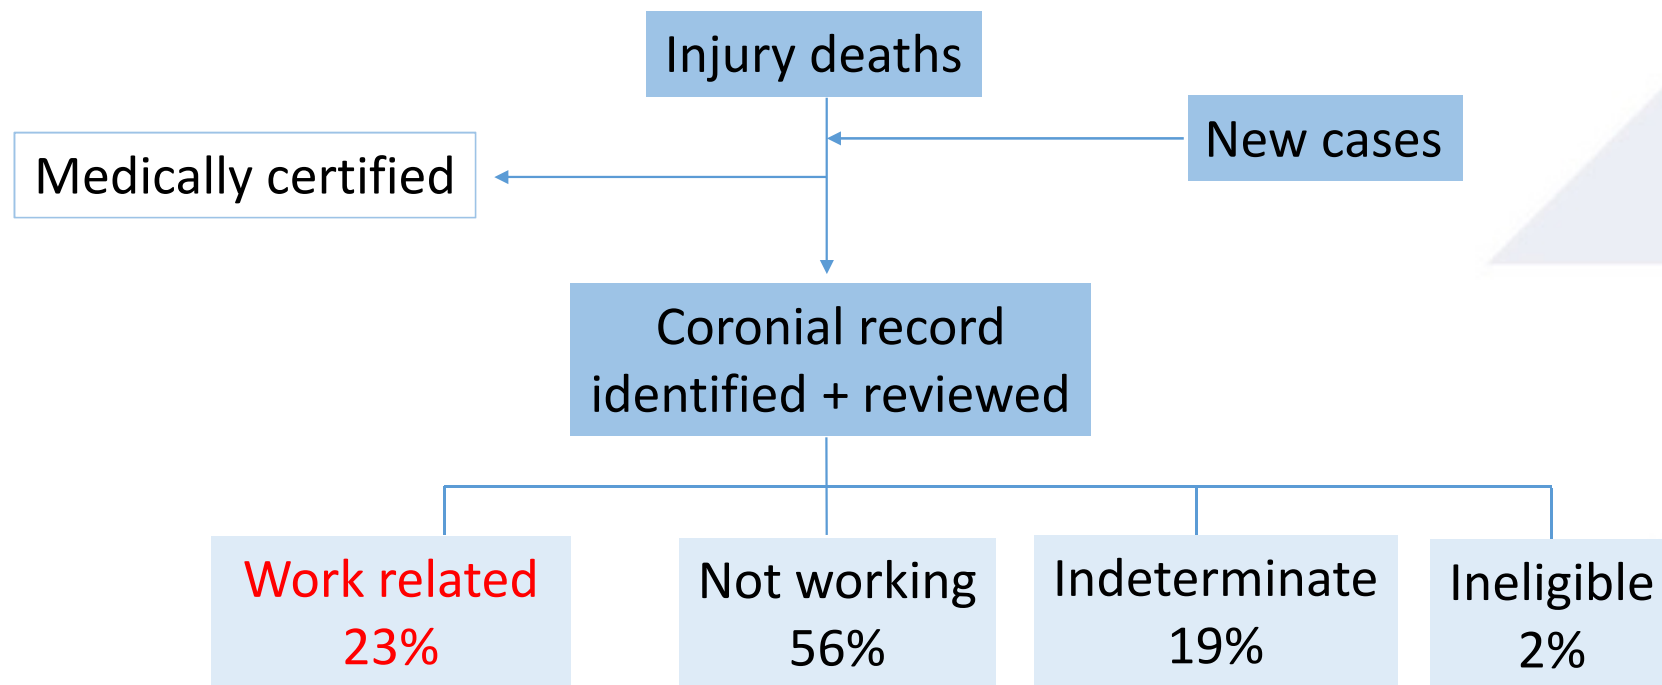 Injury deaths
New cases
Medically certified
Coronial record
identified + reviewed
Work related
23%
Not working
56%
Indeterminate
19%
Ineligible
2%